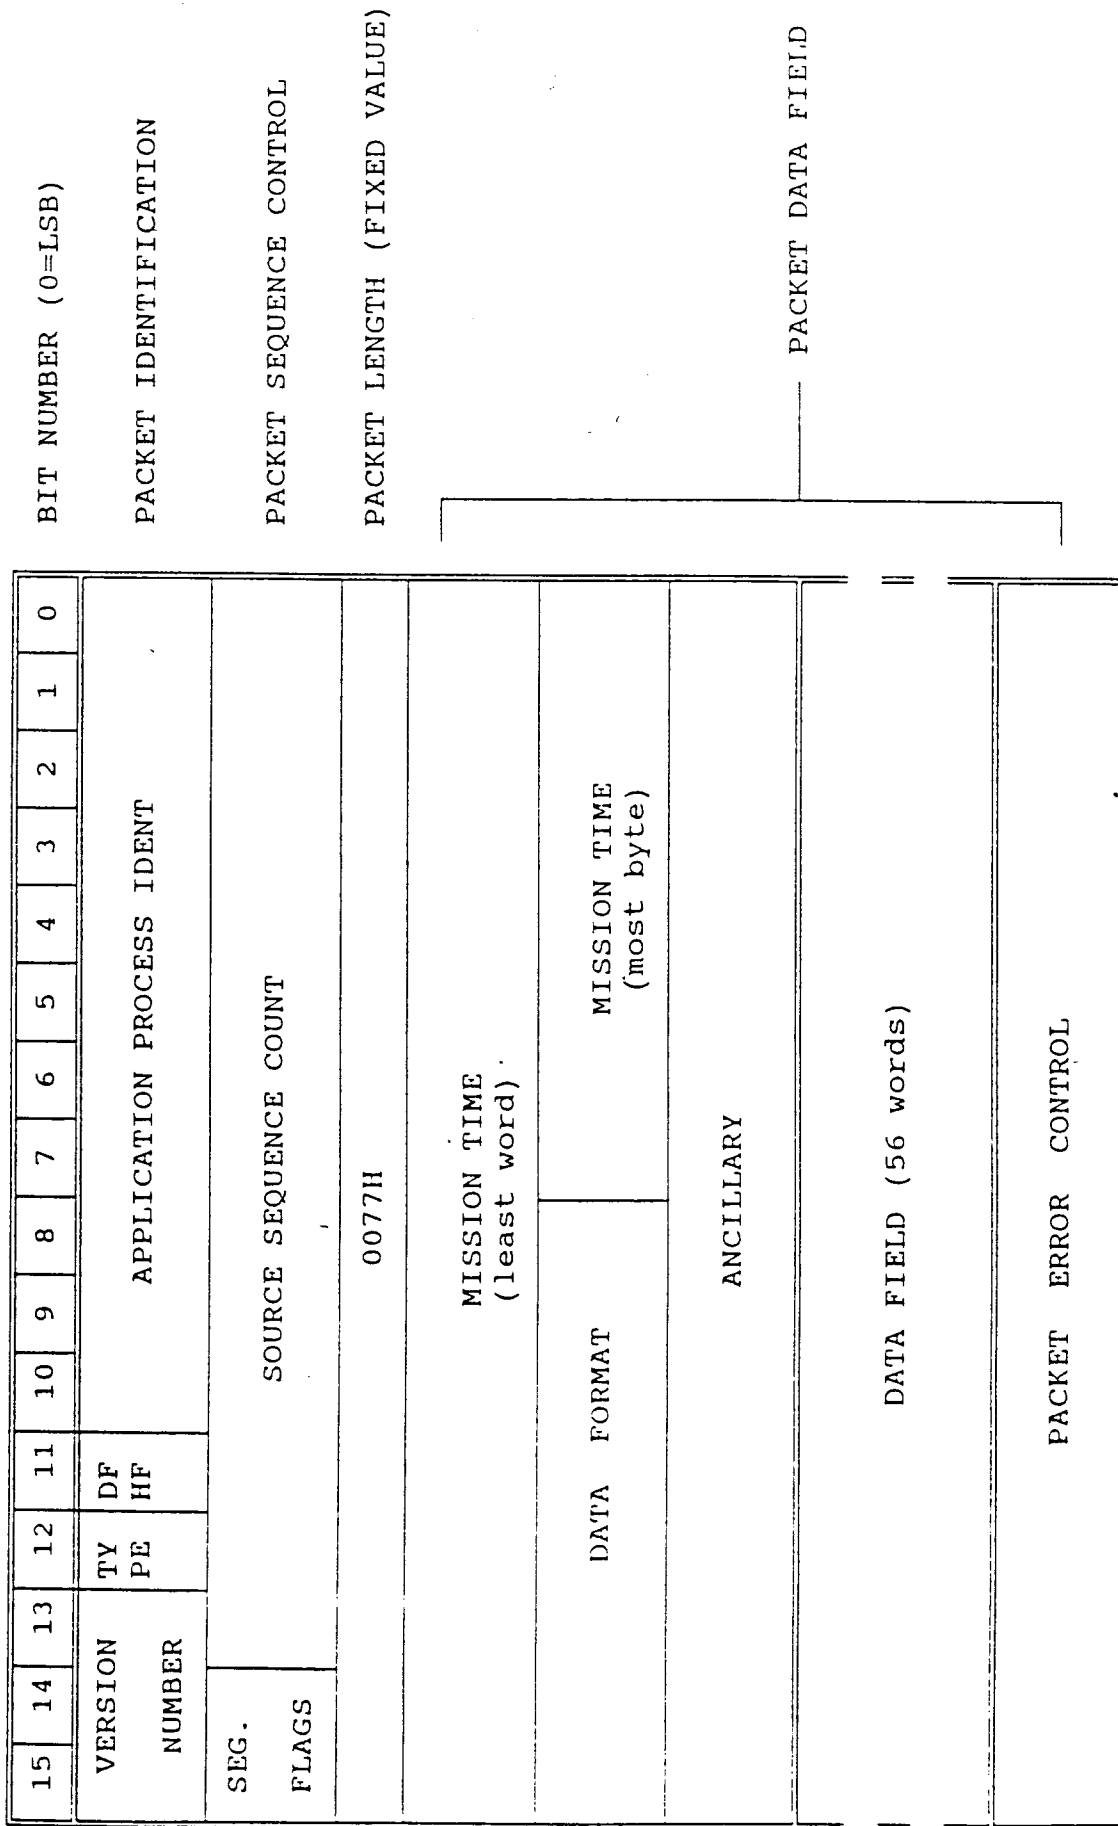 15 14 13 12 11 10 9 8 7 6 5 4 3 2 1 0 BIT NUMBER (0=LSB)
VERSION
NUMBER
TY
PE
DF
HF
APPLICATION PROCESS IDENT
PACKET IDENTIFICATION
SEG.
FLAGS
SOURCE SEQUENCE COUNT
PACKET SEQUENCE CONTROL
0077H
PACKET LENGTH (FIXED VALUE)
MISSION TIME
(least word)
DATA FORMAT
MISSION TIME
(most byte)
ANCILLARY
PACKET DATA FIELD
DATA FIELD (56 words)
PACKET ERROR CONTROL